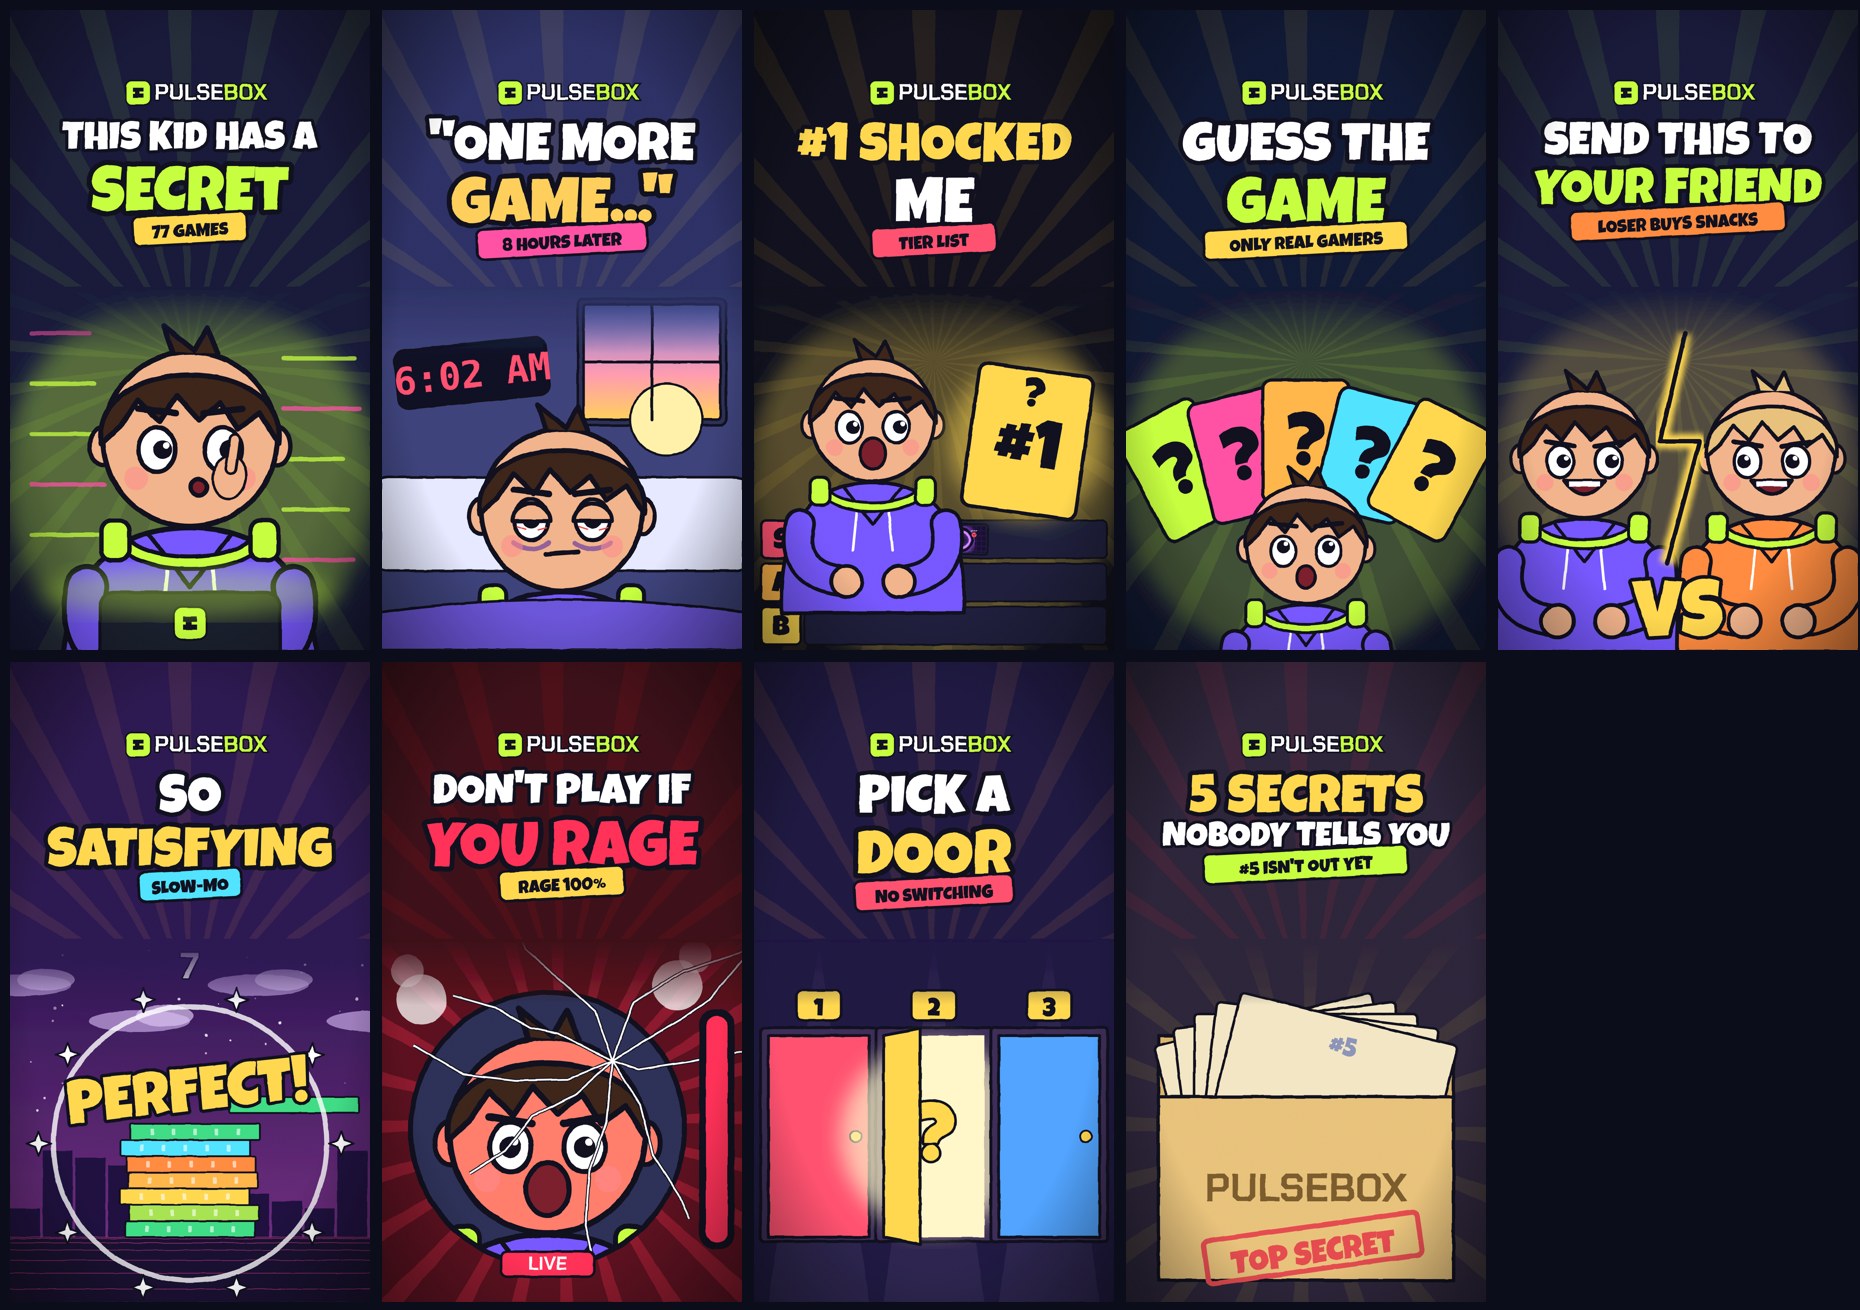 PULSEBOX
THIS KID HAS A
SECRET
77 GAMES
PULSEBOX
"ONE MORE
GAME..."
8 HOURS LATER
6:02 AM
PULSEBOX
#1 SHOCKED
ME
TIER LIST
?
#1
S
A
B
PULSEBOX
GUESS THE
GAME
ONLY REAL GAMERS
? ? ? ? ?
PULSEBOX
SEND THIS TO
YOUR FRIEND
LOSER BUYS SNACKS
VS
PULSEBOX
SO
SATISFYING
SLOW-MO
7
PERFECT!
PULSEBOX
DON'T PLAY IF
YOU RAGE
RAGE 100%
LIVE
PULSEBOX
PICK A
DOOR
NO SWITCHING
1 2 3
?
PULSEBOX
5 SECRETS
NOBODY TELLS YOU
#5 ISN'T OUT YET
#5
PULSEBOX
TOP SECRET